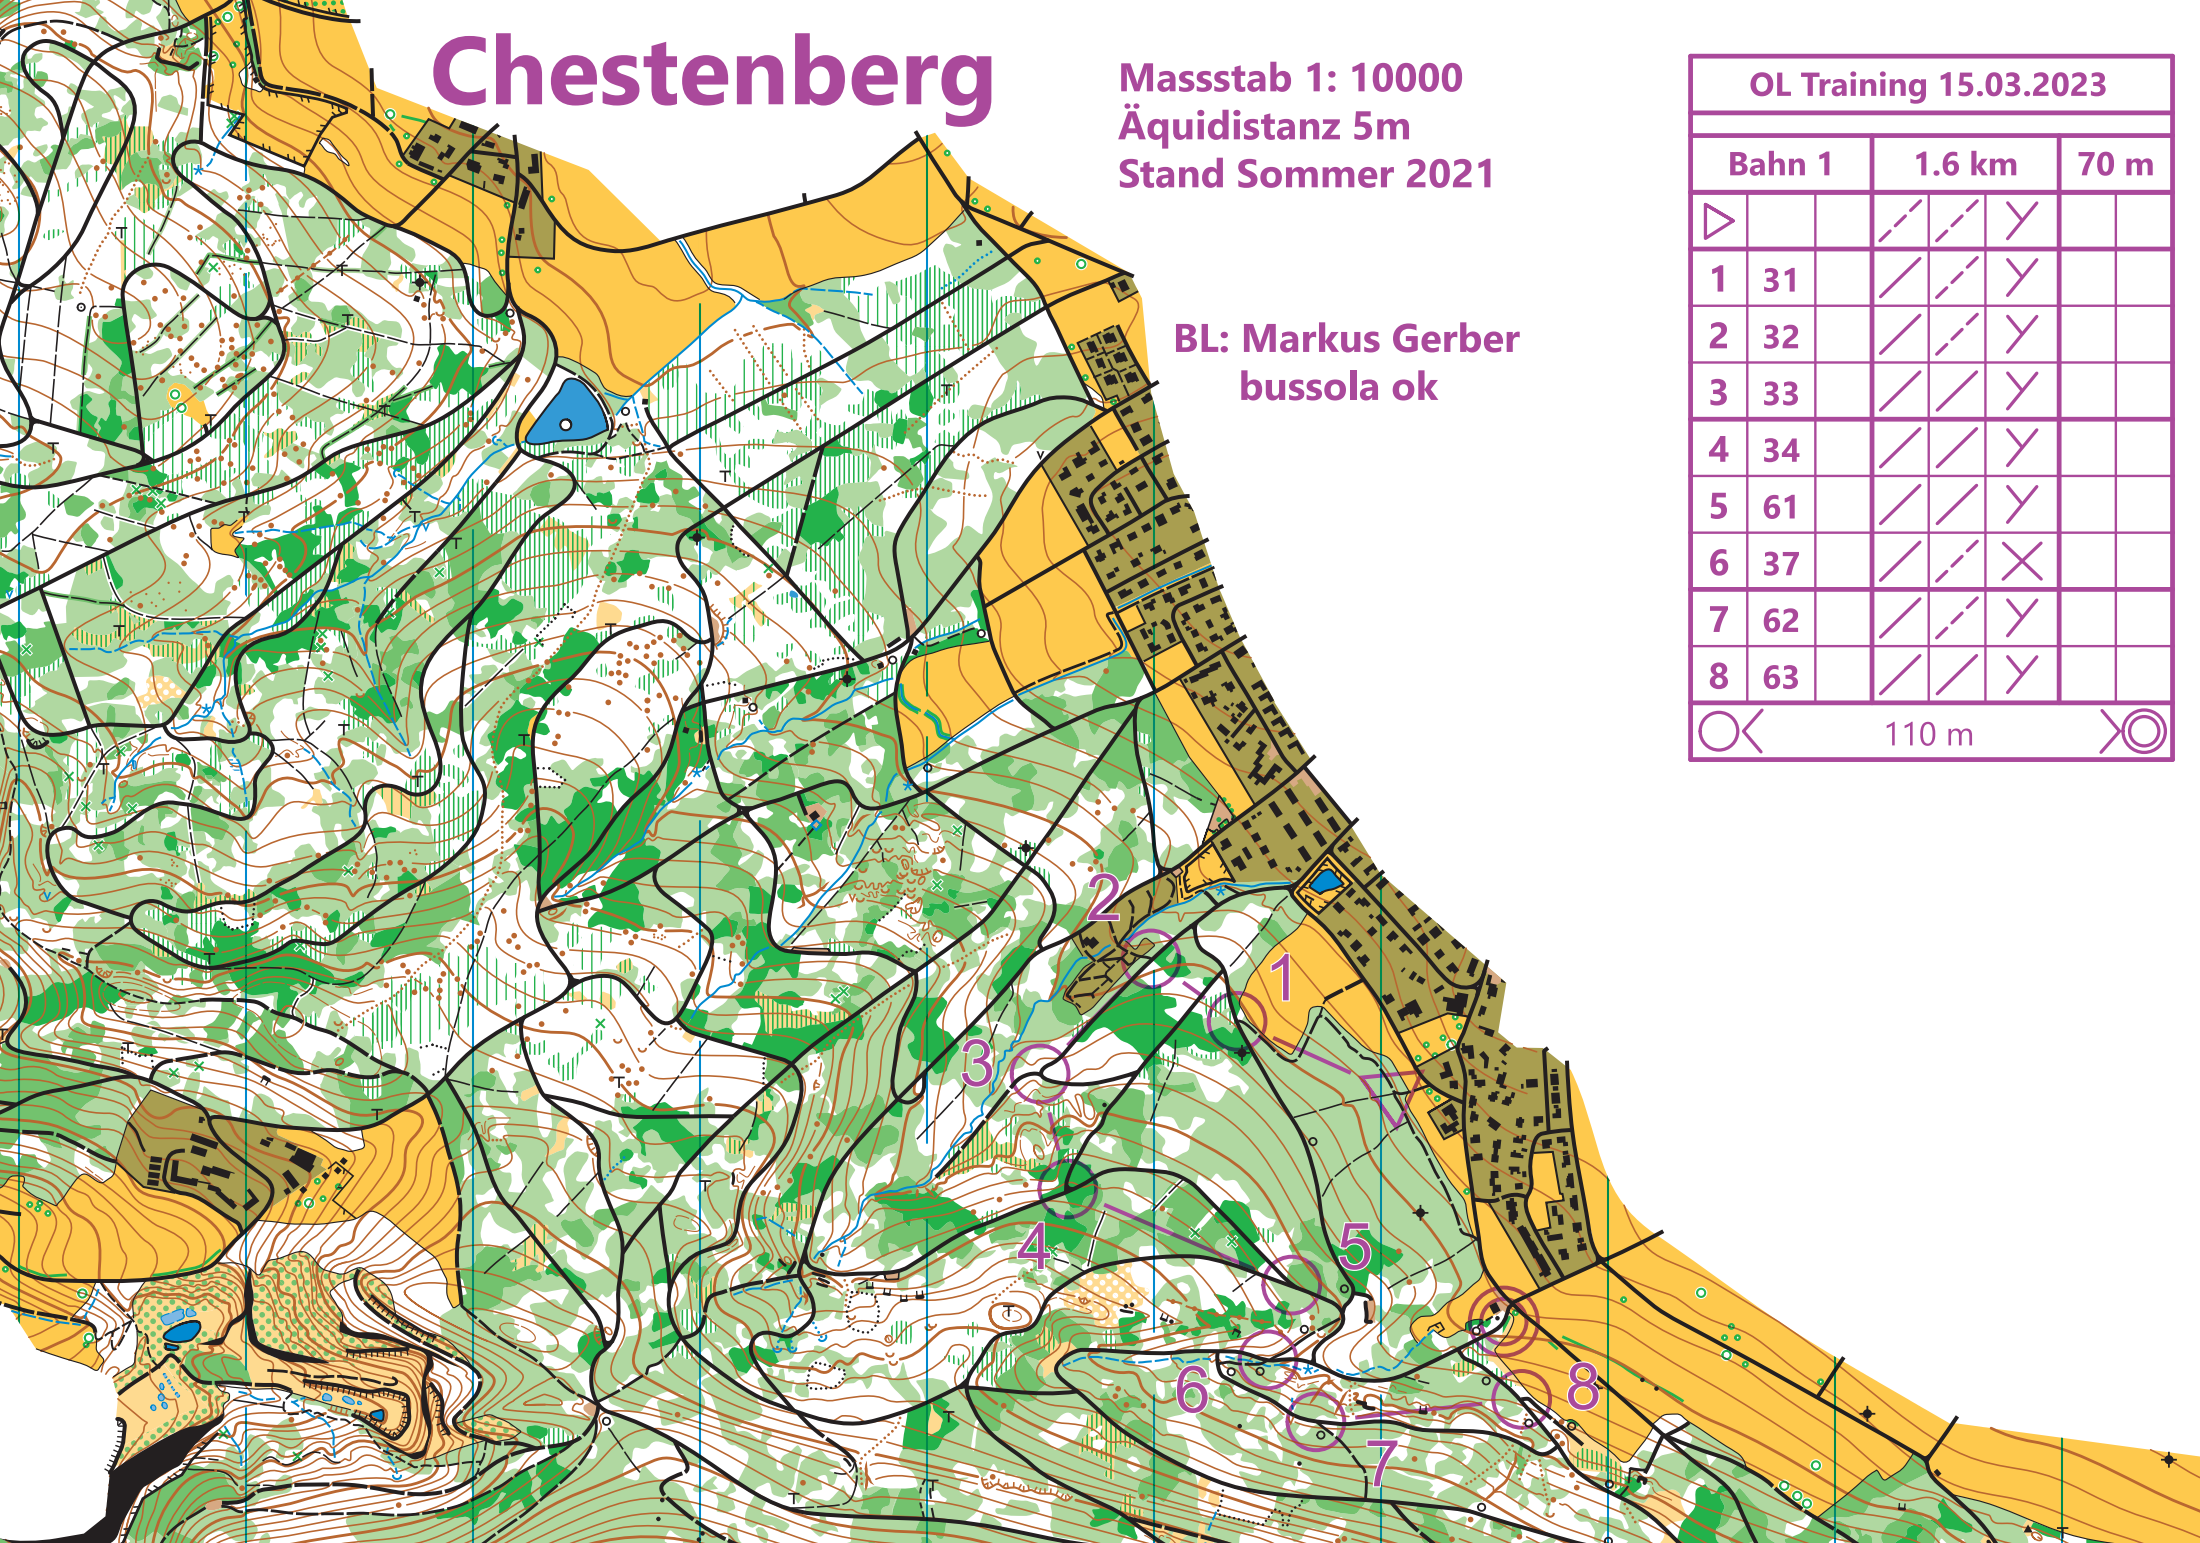 Chestenberg
Massstab 1: 10000
Äquidistanz 5m
Stand Sommer 2021
BL: Markus Gerber
bussola ok
OL Training 15.03.2023
Bahn 1 1.6 km 70 m
1 31
2 32
3 33
4 34
5 61
6 37
7 62
8 63
110 m
2
1
3
4
5
6
8
7